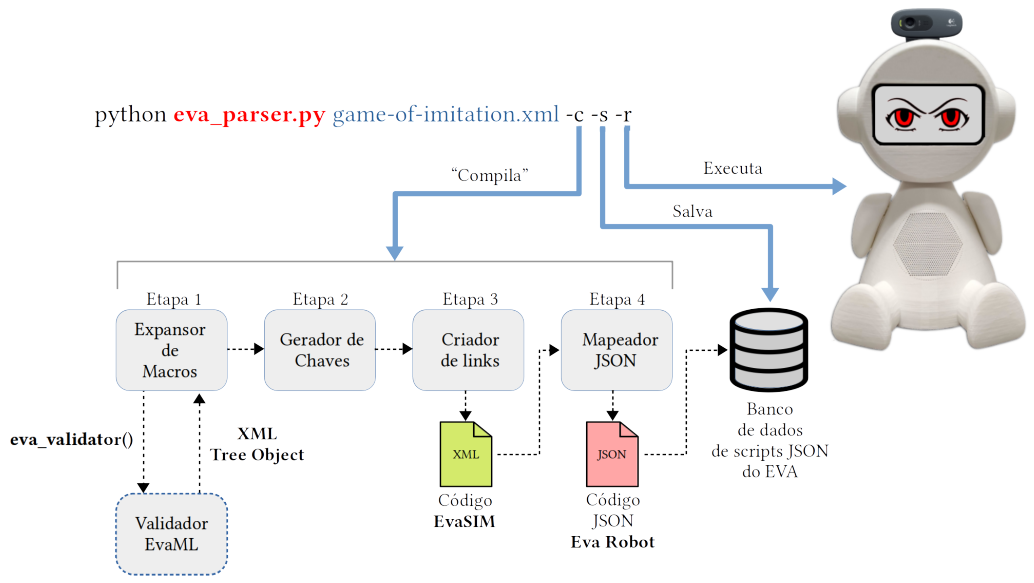 python eva_parser.py game-of-imitation.xml -c -s -r
“Compila”
Executa
Salva
Etapa 1
Etapa 2
Etapa 3
Etapa 4
Expansor
de
Macros
Gerador de
Chaves
Criador
de links
Mapeador
JSON
eva_validator()
XML
Tree Object
XML
JSON
Banco
de dados
de scripts JSON
do EVA
Código
EvaSIM
Código
JSON
Eva Robot
Validador
EvaML